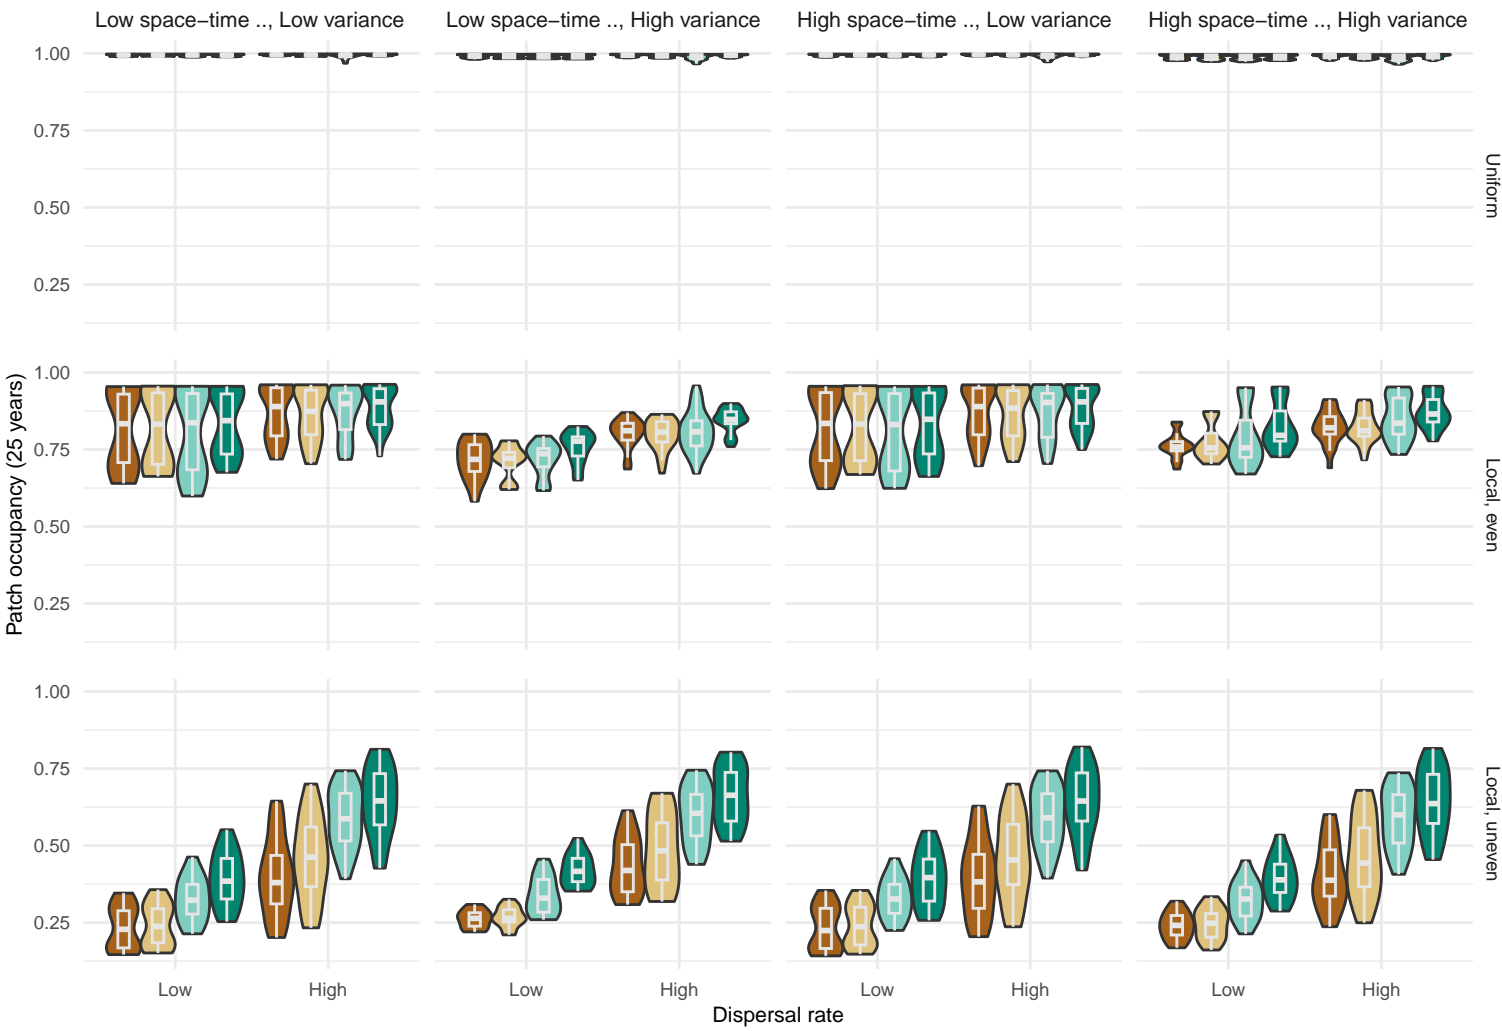 Low space−time .., Low variance
Low space−time .., High variance
High space−time .., Low variance
High space−time .., High variance
1.00
0.75
0.50
0.25
Uniform
1.00
0.75
0.50
0.25
Local, even
1.00
0.75
0.50
0.25
Local, uneven
Patch occupancy (25 years)
Low
High
Low
High
Low
High
Low
High
Dispersal rate